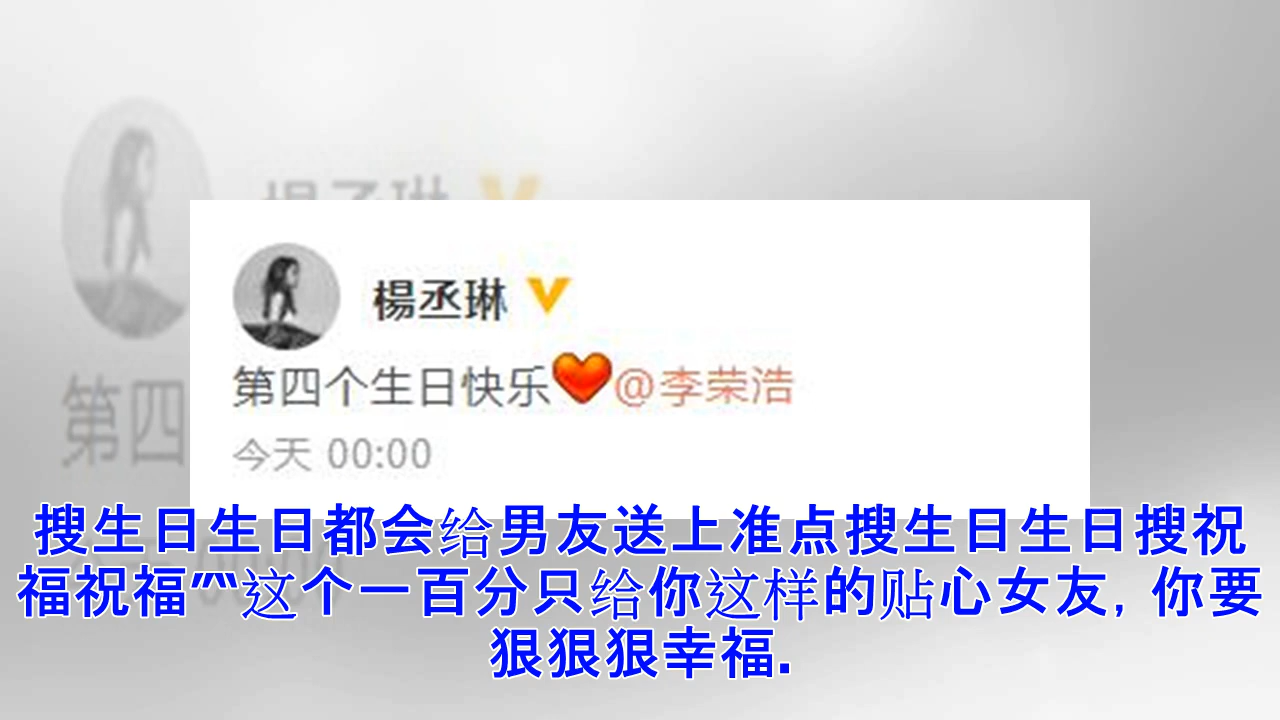 楊丞琳
第四个生日快乐❤@李荣浩
今天 00:00
搜生日生日都会给男友送上准点搜生日生日搜祝
福祝福"这个一百分只给你这样的贴心女友, 你要
狠狠狠幸福.